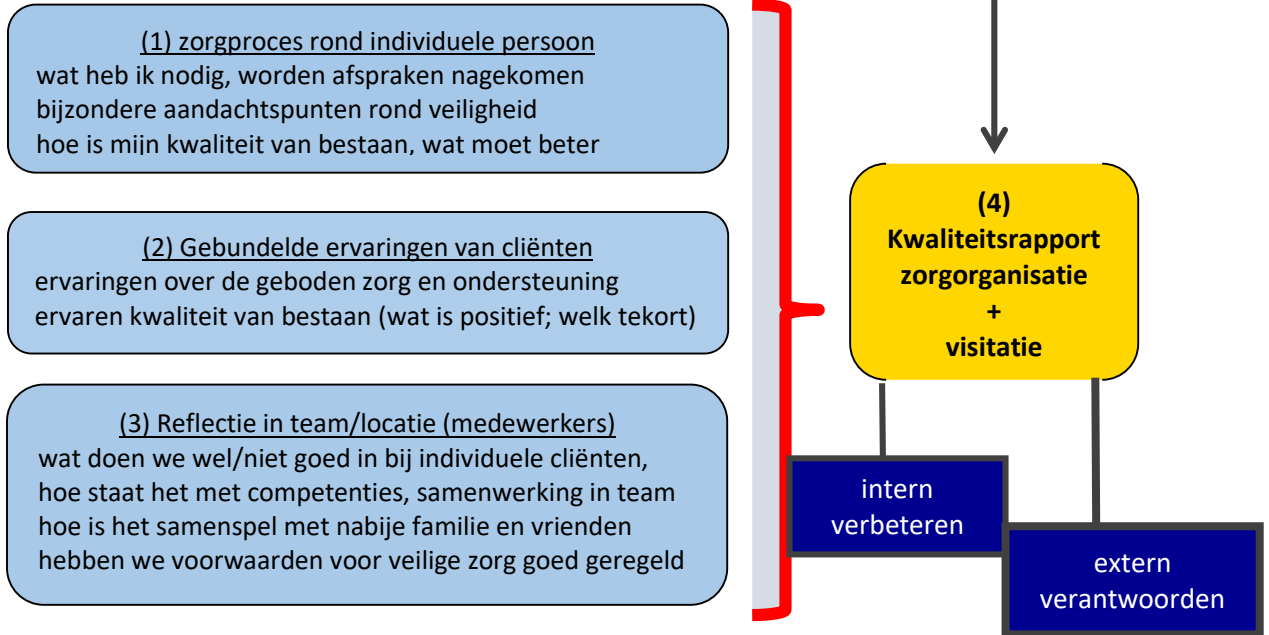 (1) zorgproces rond individuele persoon
wat heb ik nodig, worden afspraken nagekomen
bijzondere aandachtspunten rond veiligheid
hoe is mijn kwaliteit van bestaan, wat moet beter
(2) Gebundelde ervaringen van cliënten
ervaringen over de geboden zorg en ondersteuning
ervaren kwaliteit van bestaan (wat is positief; welk tekort)
(3) Reflectie in team/locatie (medewerkers)
wat doen we wel/niet goed in bij individuele cliënten,
hoe staat het met competenties, samenwerking in team
hoe is het samenspel met nabije familie en vrienden
hebben we voorwaarden voor veilige zorg goed geregeld
(4)
Kwaliteitsrapport
zorgorganisatie
+
visitatie
intern
verbeteren
extern
verantwoorden